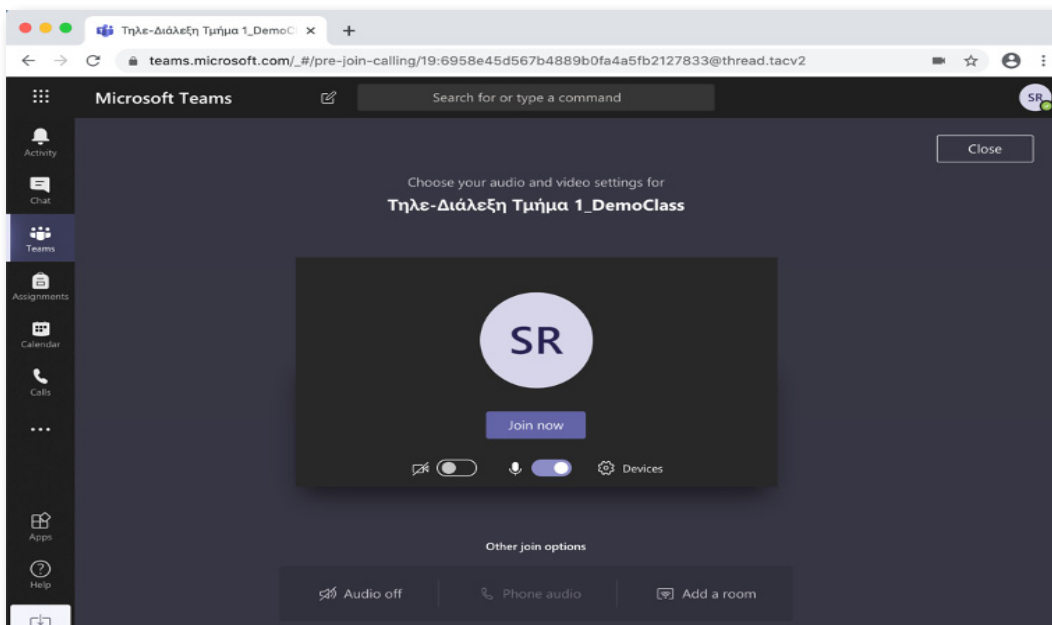 Τηλε-Διάλεξη Τμήμα 1_DemoC
teams.microsoft.com/_#/pre-join-calling/19:6958e45d567b4889b0fa4a5fb2127833@thread.tacv2
Microsoft Teams
Search for or type a command
SR
Activity
Close
Chat
Choose your audio and video settings for
Τηλε-Διάλεξη Τμήμα 1_DemoClass
Teams
Assignments
Calendar
SR
Calls
Join now
Devices
Apps
Other join options
Help
Audio off
Phone audio
Add a room